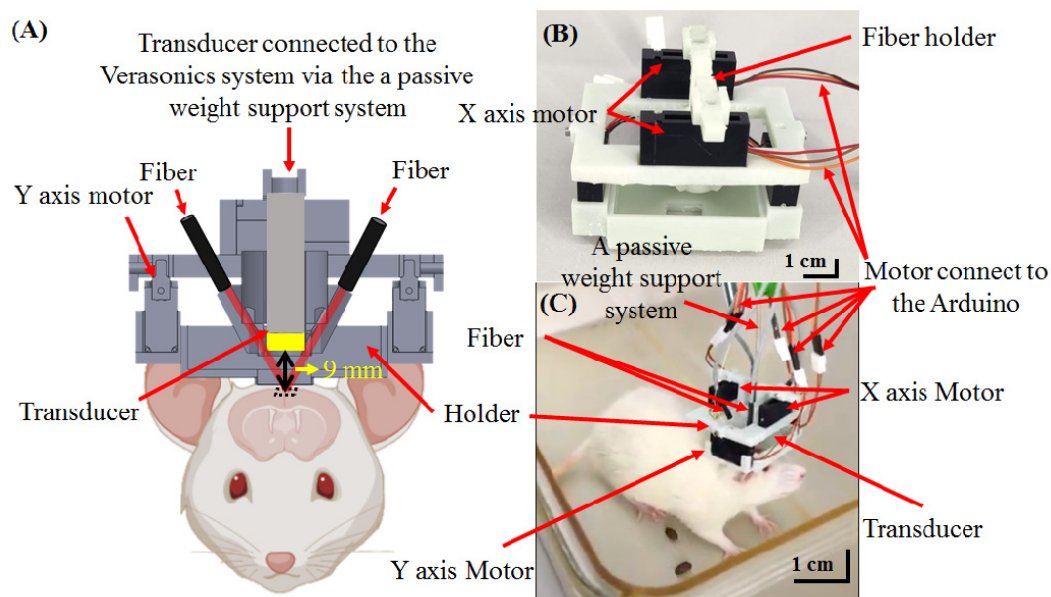 (A)
Transducer connected to the
Verasonics system via the a passive
weight support system
Fiber
Fiber
Y axis motor
9 mm
Transducer
Holder
(B)
Fiber holder
X axis motor
1 cm
A passive
weight support
system
Motor connect to
the Arduino
(C)
Fiber
X axis Motor
Transducer
Y axis Motor
1 cm